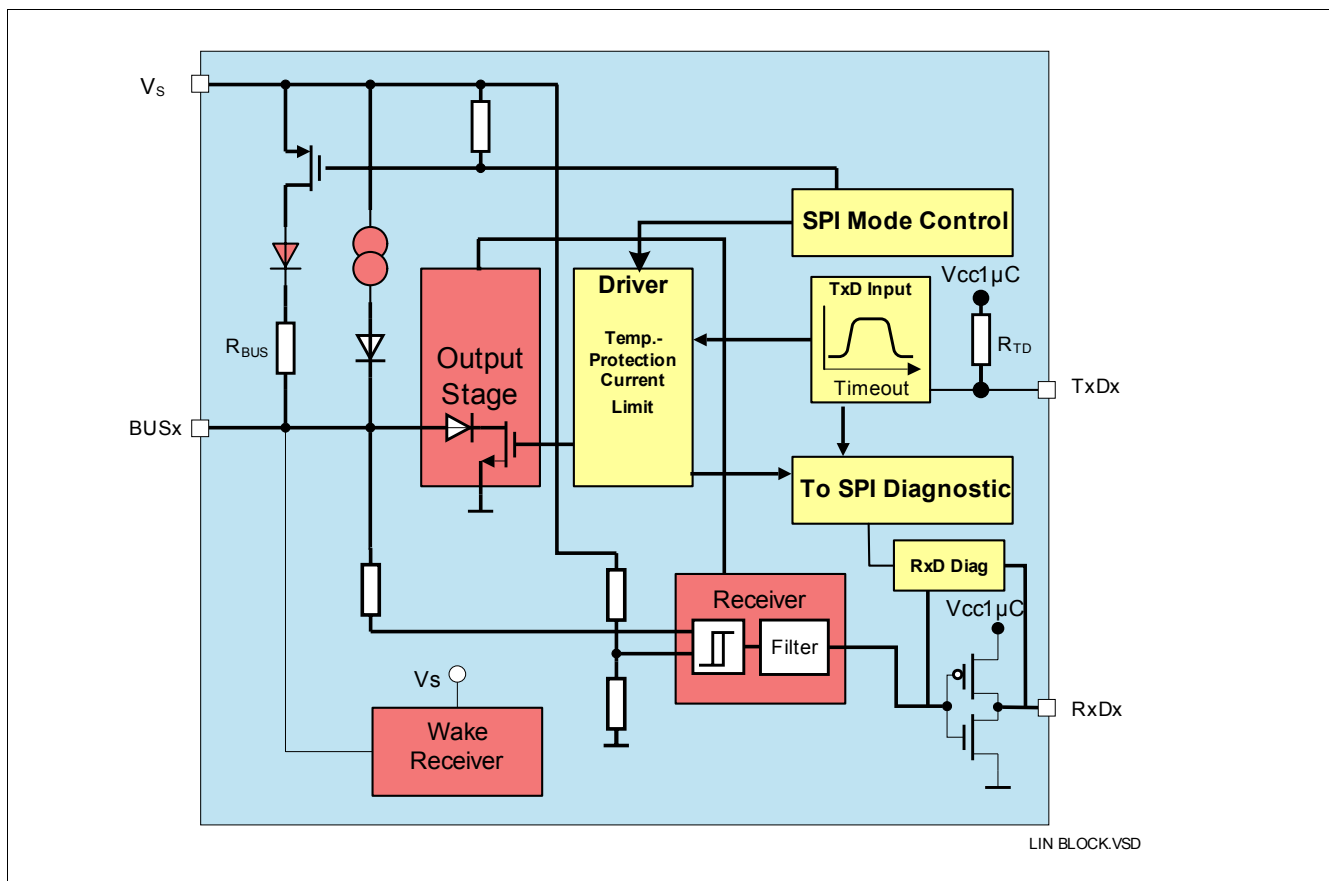 Vs
SPI Mode Control
Driver
Temp.-
Protection
Current
Limit
TxD Input
Timeout
Vcc1µC
RTD
TxDx
RBUS
Output
Stage
BUSx
To SPI Diagnostic
RxD Diag
Vcc1µC
Receiver
Filter
RxDx
Vs
Wake
Receiver
LIN BLOCK.VSD